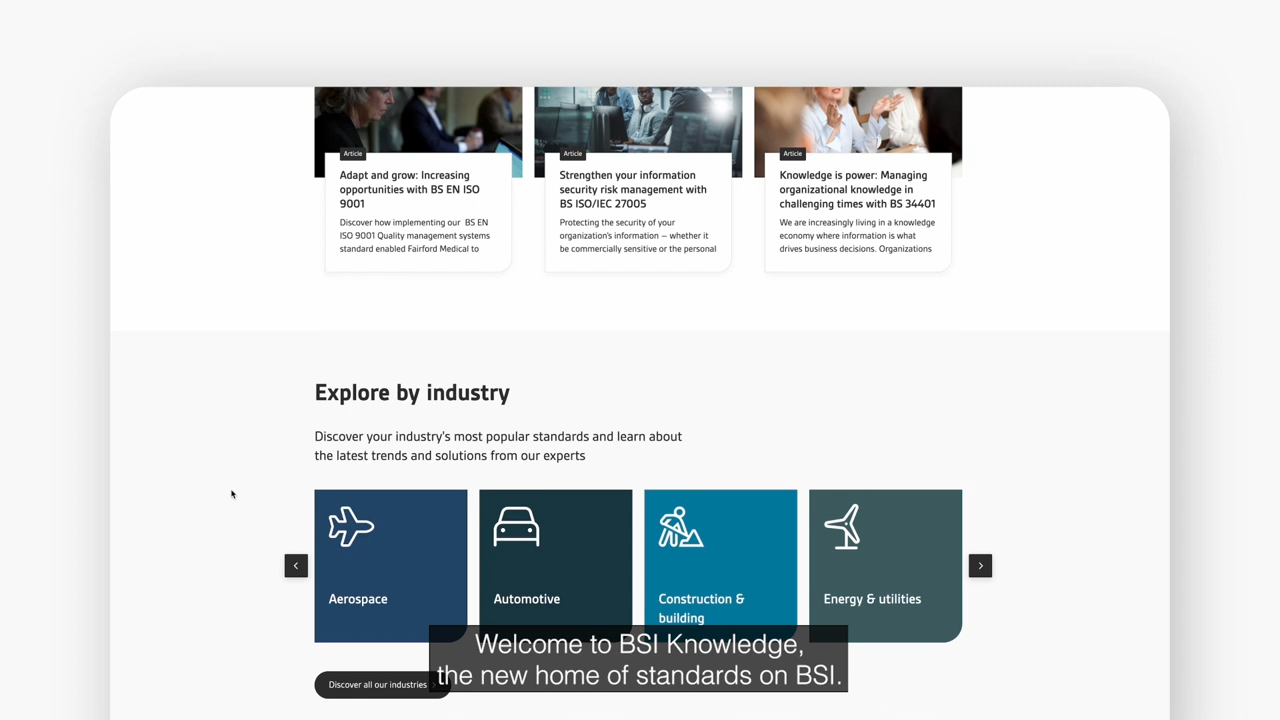 Article
Adapt and grow: Increasing
opportunities with BS EN ISO
9001
Discover how implementing our BS EN
ISO 9001 Quality management systems
standard enabled Fairford Medical to
Article
Strengthen your information
security risk management with
BS ISO/IEC 27005
Protecting the security of your
organization's information – whether it
be commercially sensitive or the personal
Article
Knowledge is power: Managing
organizational knowledge in
challenging times with BS 34401
We are increasingly living in a knowledge
economy where information is what
drives business decisions. Organizations
Explore by industry
Discover your industry's most popular standards and learn about
the latest trends and solutions from our experts
Aerospace
Automotive
Construction &
building
Energy & utilities
Discover all our industries
Welcome to BSI Knowledge,
the new home of standards on BSI.